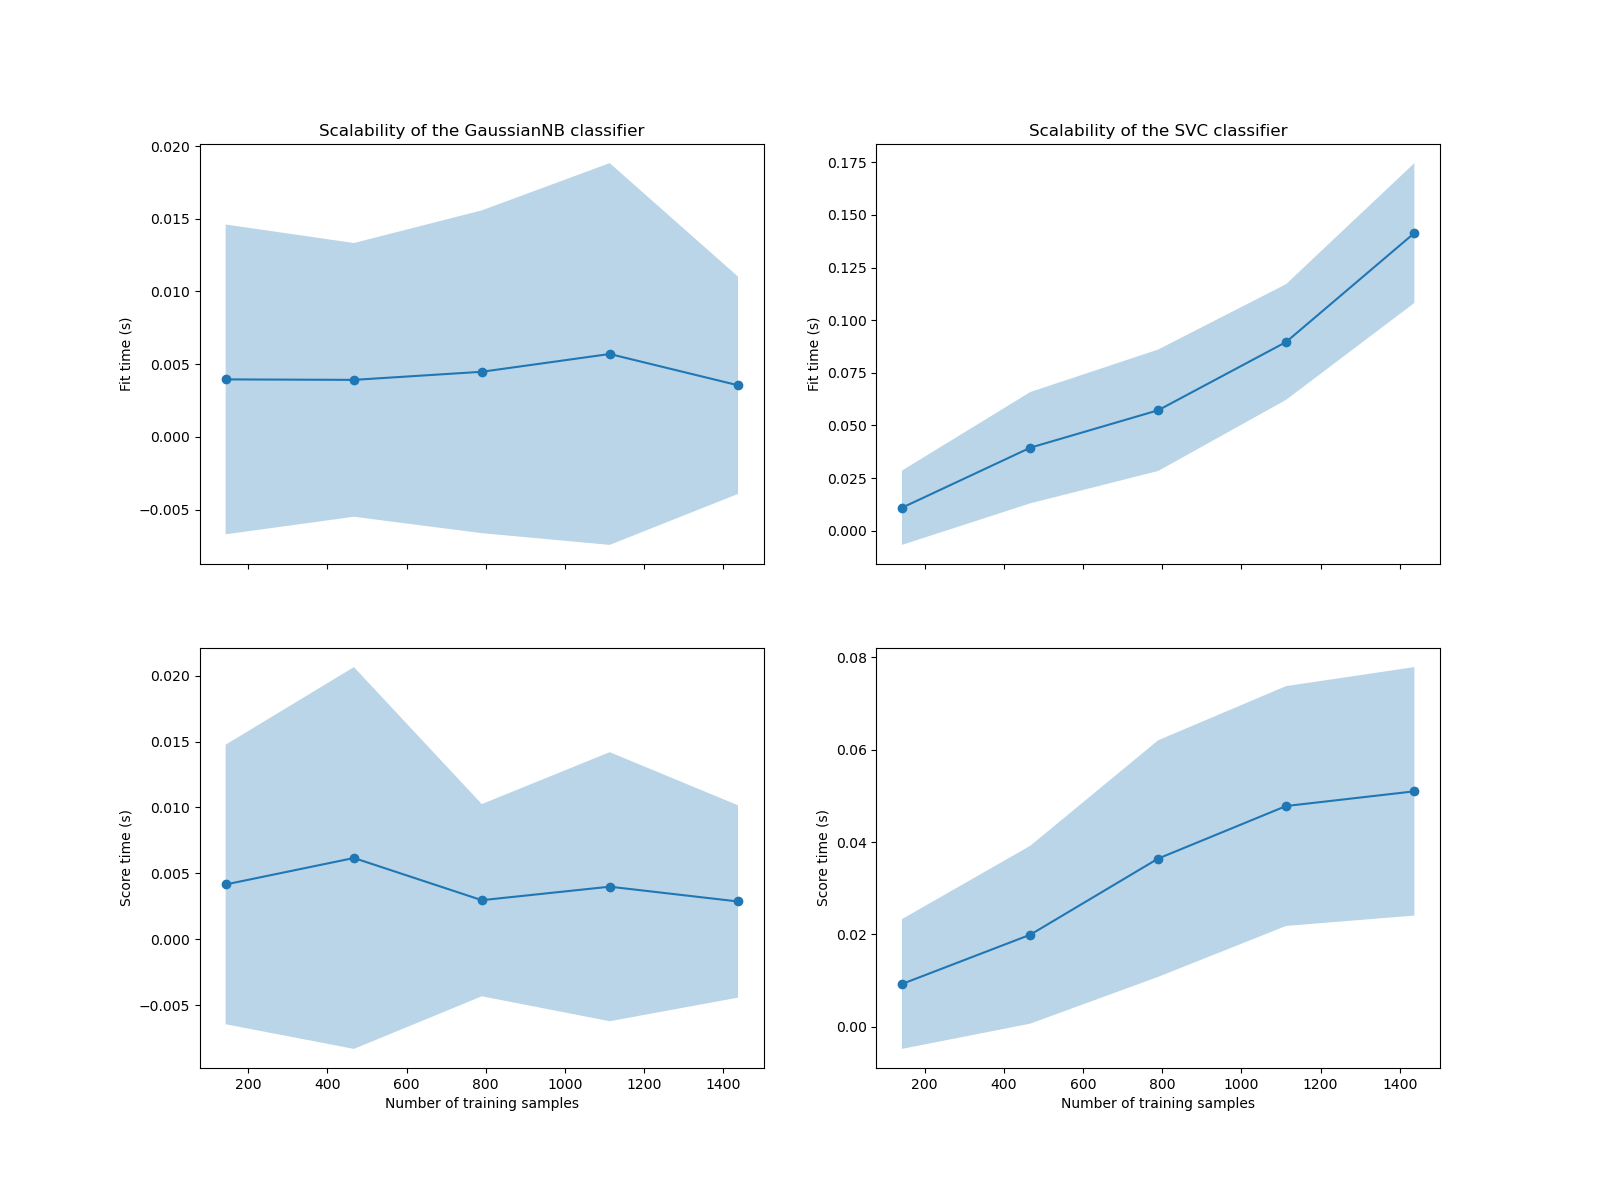 Scalability of the GaussianNB classifier
0.020
0.015
0.010
0.005
0.000
−0.005
Fit time (s)
Scalability of the SVC classifier
0.175
0.150
0.125
0.100
0.075
0.050
0.025
0.000
Fit time (s)
0.020
0.015
0.010
0.005
0.000
−0.005
Score time (s)
200 400 600 800 1000 1200 1400
Number of training samples
0.08
0.06
0.04
0.02
0.00
Score time (s)
200 400 600 800 1000 1200 1400
Number of training samples